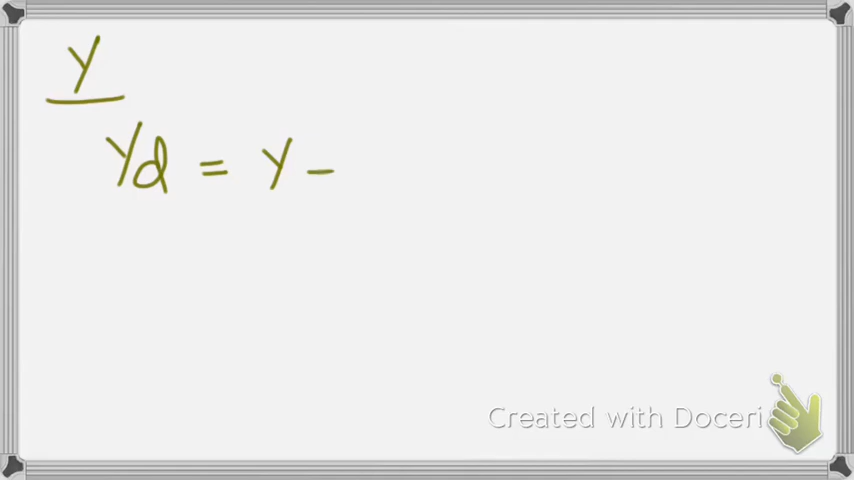 Y
Yd = Y -
Created with Doceri